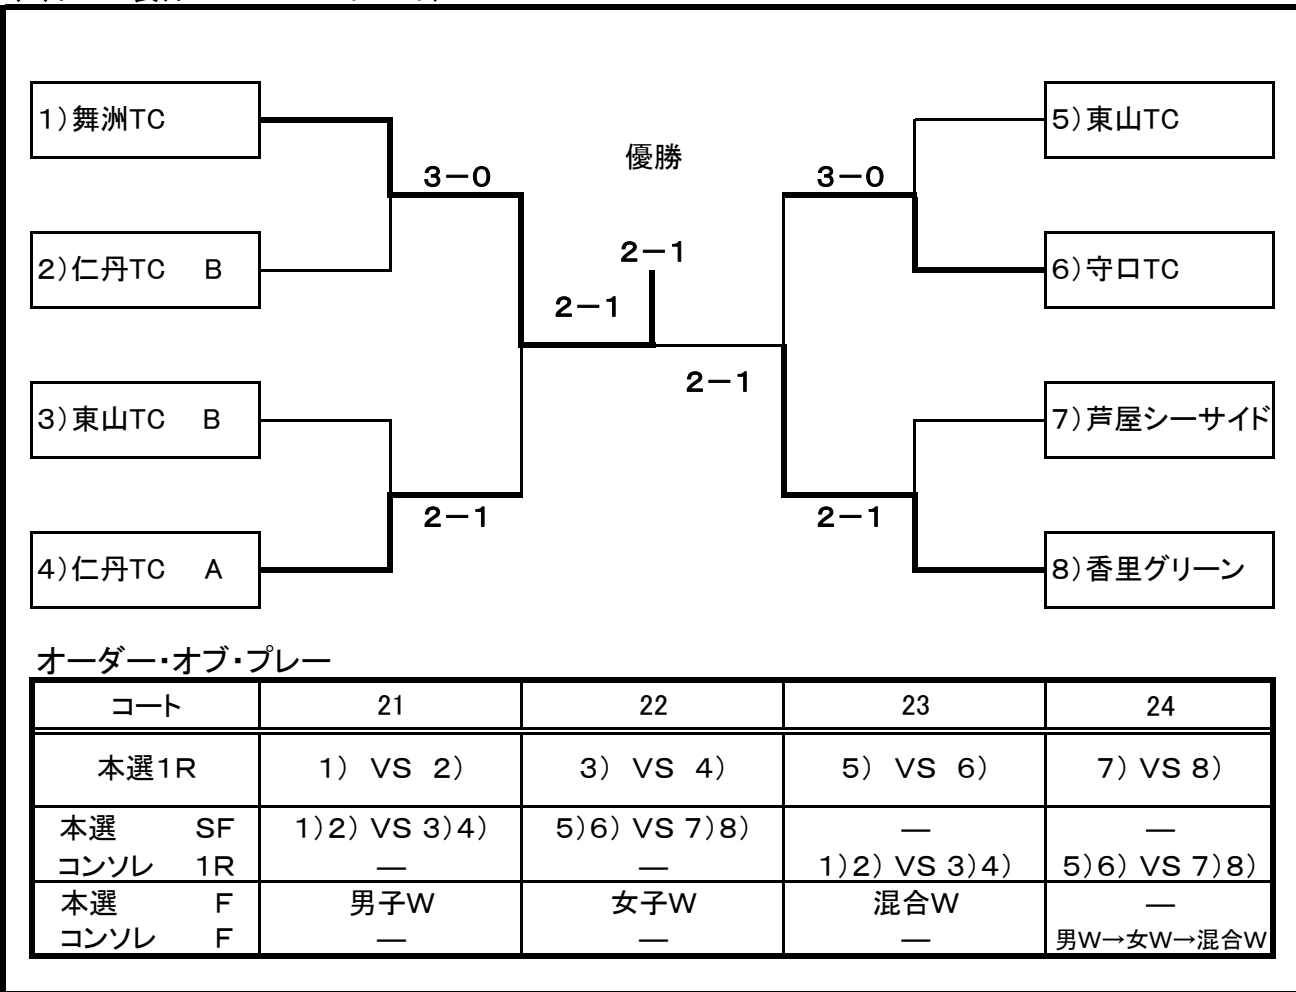 1)舞洲TC
5)東山TC
優勝
3-0
3-0
2)仁丹TC B
2-1
6)守口TC
2-1
2-1
3)東山TC B
7)芦屋シーサイド
2-1
2-1
4)仁丹TC A
8)香里グリーン
オーダー・オブ・プレー
コート 21 22 23 24
本選1R 1) VS 2) 3) VS 4) 5) VS 6) 7) VS 8)
本選 SF 1)2) VS 3)4) 5)6) VS 7)8) — —
コンソレ 1R — — 1)2) VS 3)4) 5)6) VS 7)8)
本選 F 男子W 女子W 混合W —
コンソレ F — — — 男W→女W→混合W